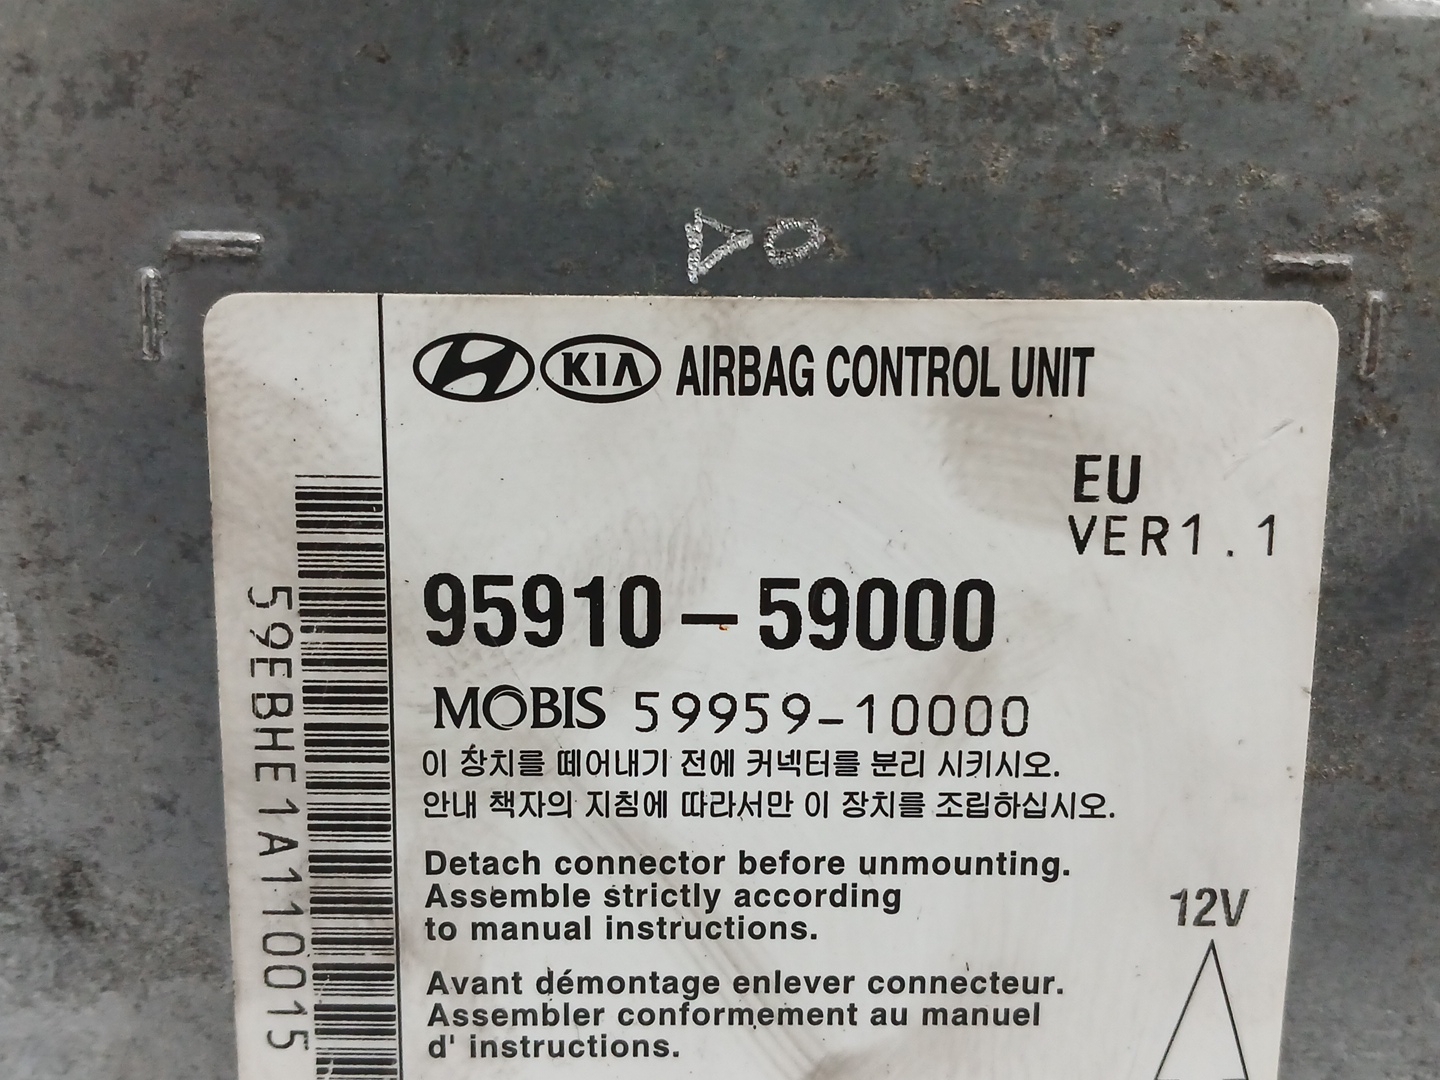 DO
KIA AIRBAG CONTROL UNIT
EU
VER1.1
95910-59000
MOBIS 59959-10000
이 장치를 떼어내기 전에 커넥터를 분리 시키시오.
안내 책자의 지침에 따라서만 이 장치를 조립하십시오.
Detach connector before unmounting.
Assemble strictly according
to manual instructions.
12V
Avant démontage enlever connecteur.
Assembler conformement au manuel
d' instructions.
59EBHE1A110015